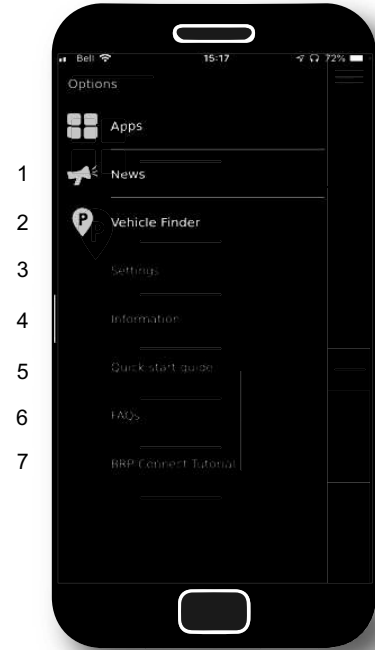 Bell 15:17 72%
Options
Apps
1 News
2 P Vehicle Finder
3 Settings
4 Information
5 Quick start guide
6 FAQs
7 BRP Connect Tutorial